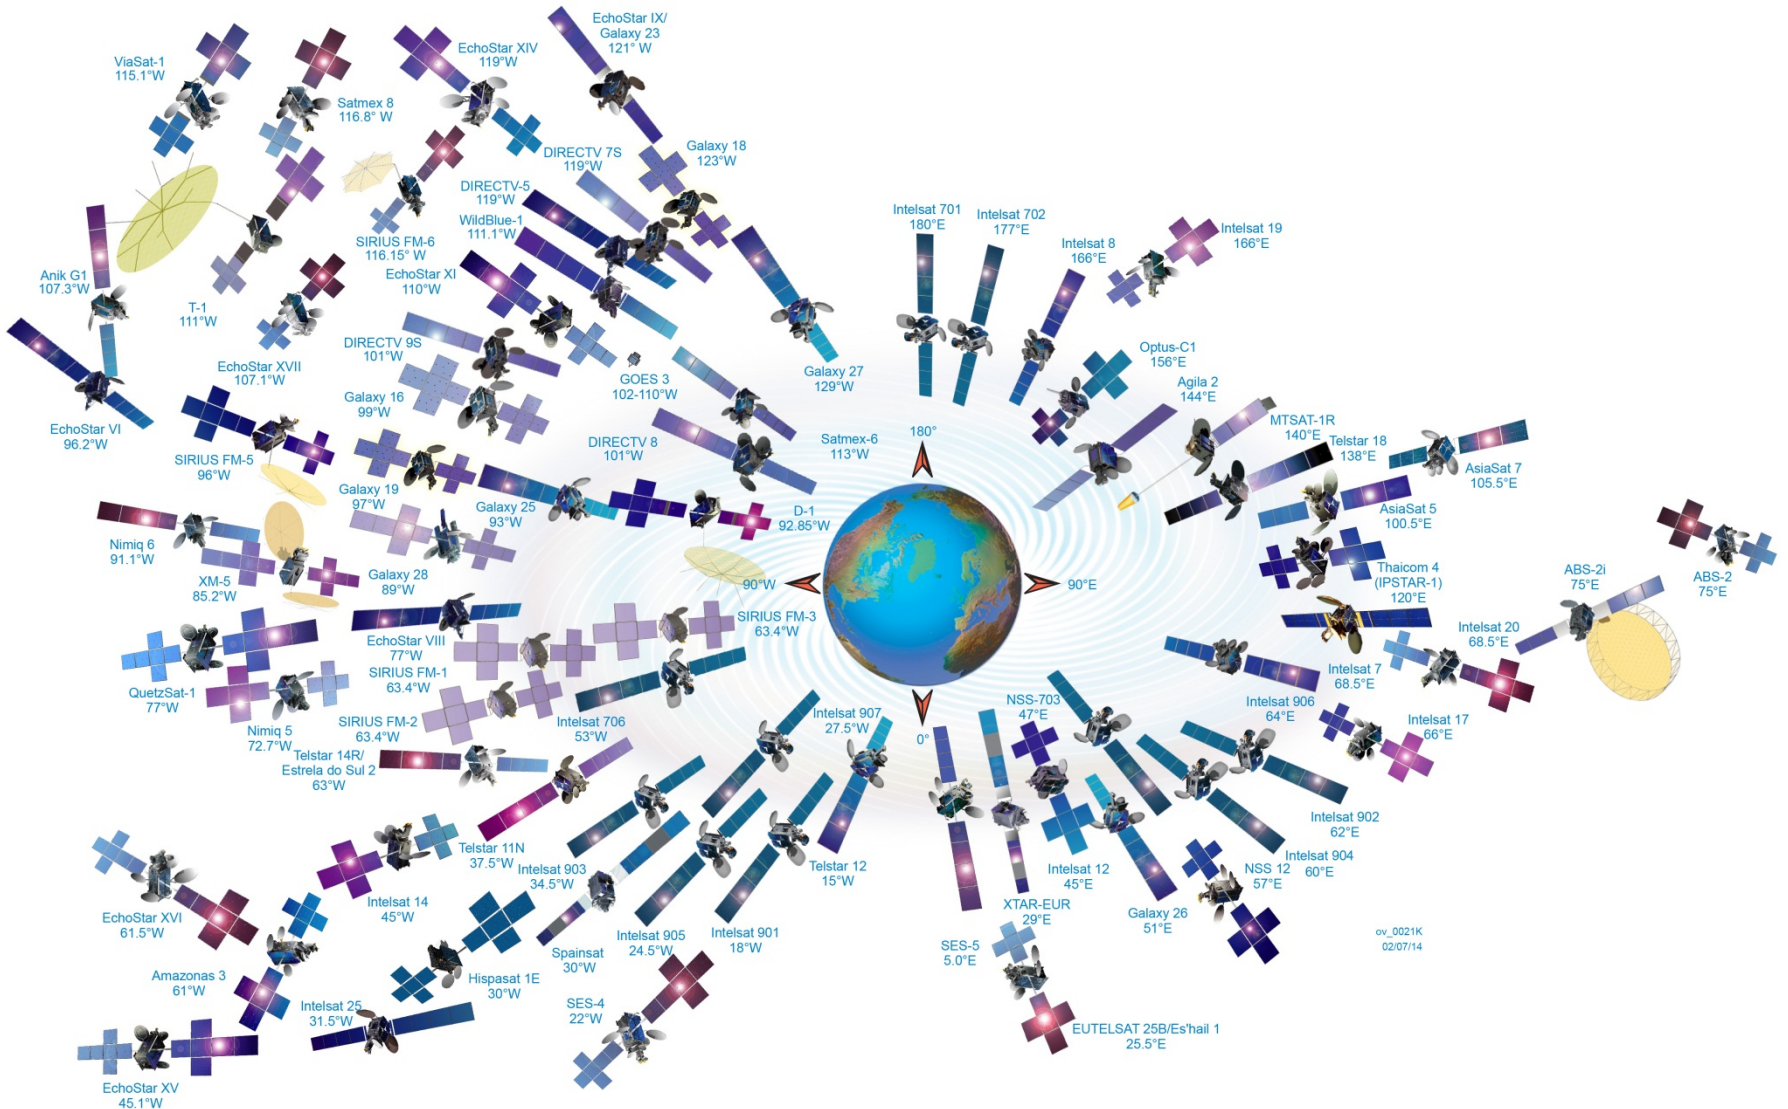 EchoStar IX/
Galaxy 23
121° W
ViaSat-1
115.1°W
Satmex 8
116.8° W
EchoStar XIV
119°W
DIRECTV 7S
119°W
Galaxy 18
123°W
DIRECTV-5
119°W
WildBlue-1
111.1°W
SIRIUS FM-6
116.15° W
EchoStar XI
110°W
Anik G1
107.3°W
T-1
111°W
EchoStar XVII
107.1°W
DIRECTV 9S
101°W
GOES 3
102-110°W
Galaxy 27
129°W
Galaxy 16
99°W
EchoStar VI
96.2°W
SIRIUS FM-5
96°W
DIRECTV 8
101°W
Satmex-6
113°W
Galaxy 19
97°W
Galaxy 25
93°W
D-1
92.85°W
Nimiq 6
91.1°W
XM-5
85.2°W
Galaxy 28
89°W
SIRIUS FM-3
63.4°W
EchoStar VIII
77°W
SIRIUS FM-1
63.4°W
QuetzSat-1
77°W
Nimiq 5
72.7°W
SIRIUS FM-2
63.4°W
Intelsat 706
53°W
Telstar 14R/
Estrela do Sul 2
63°W
Intelsat 907
27.5°W
Telstar 11N
37.5°W
Intelsat 903
34.5°W
Telstar 12
15°W
Intelsat 14
45°W
EchoStar XVI
61.5°W
Intelsat 905
24.5°W
Intelsat 901
18°W
Spainsat
30°W
Hispasat 1E
30°W
Amazonas 3
61°W
Intelsat 25
31.5°W
SES-4
22°W
EchoStar XV
45.1°W
180°
90°W
90°E
0°
Intelsat 701
180°E
Intelsat 702
177°E
Intelsat 8
166°E
Intelsat 19
166°E
Optus-C1
156°E
Agila 2
144°E
MTSAT-1R
140°E
Telstar 18
138°E
AsiaSat 7
105.5°E
AsiaSat 5
100.5°E
Thaicom 4
(IPSTAR-1)
120°E
ABS-2i
75°E
ABS-2
75°E
Intelsat 20
68.5°E
Intelsat 7
68.5°E
Intelsat 906
64°E
Intelsat 17
66°E
NSS-703
47°E
Intelsat 902
62°E
Intelsat 904
60°E
NSS 12
57°E
Intelsat 12
45°E
Galaxy 26
51°E
XTAR-EUR
29°E
SES-5
5.0°E
EUTELSAT 25B/Es'hail 1
25.5°E
ov_0021K
02/07/14